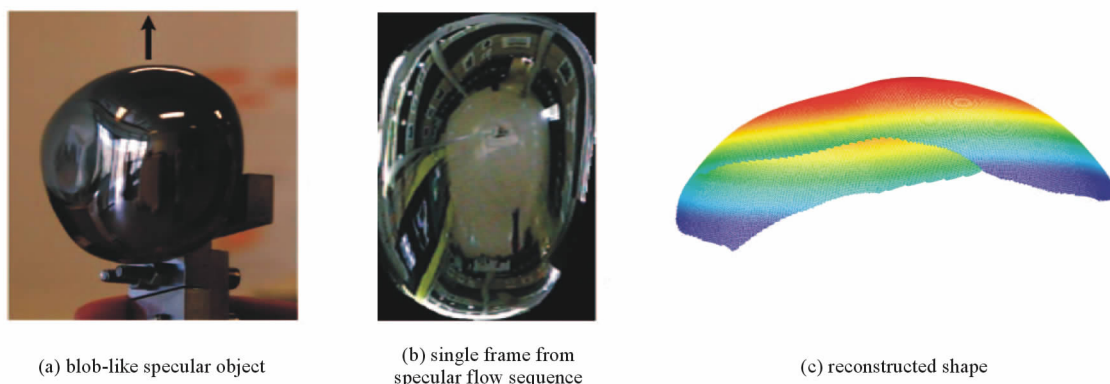 (a) blob-like specular object
(b) single frame from
specular flow sequence
(c) reconstructed shape